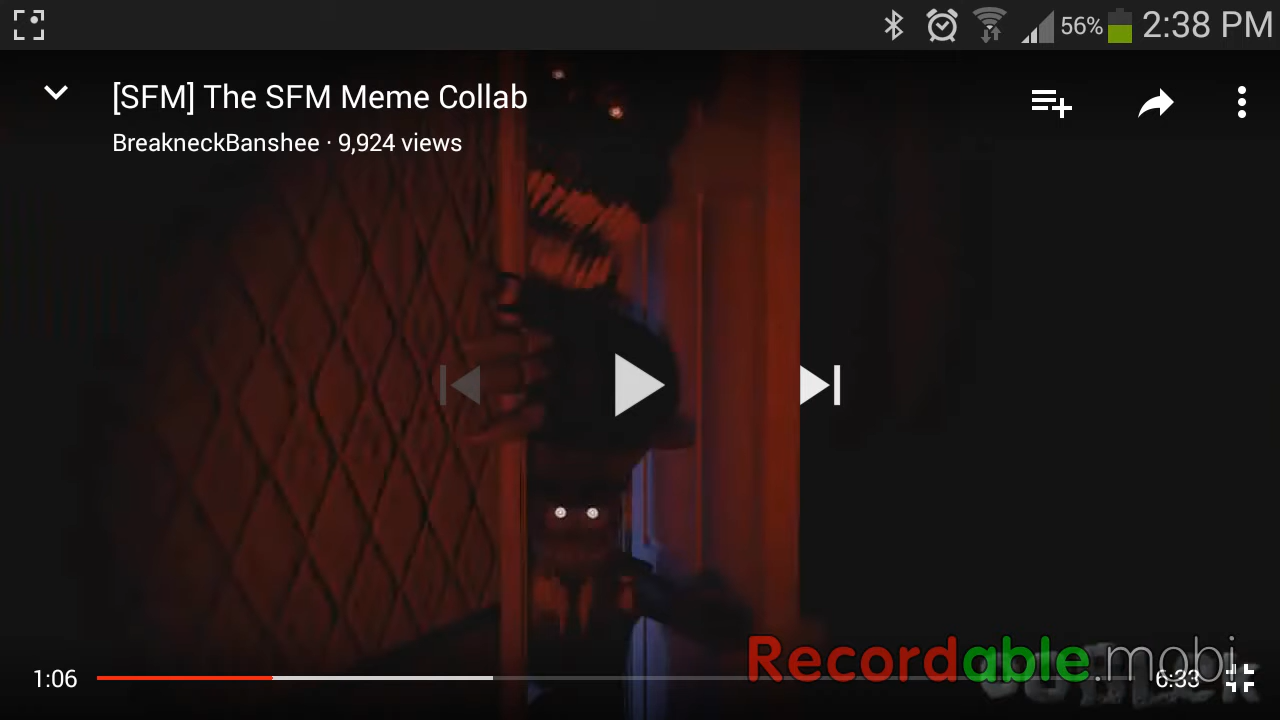 56% 2:38 PM
[SFM] The SFM Meme Collab
BreakneckBanshee · 9,924 views
Recordable.mobi
1:06
6:33